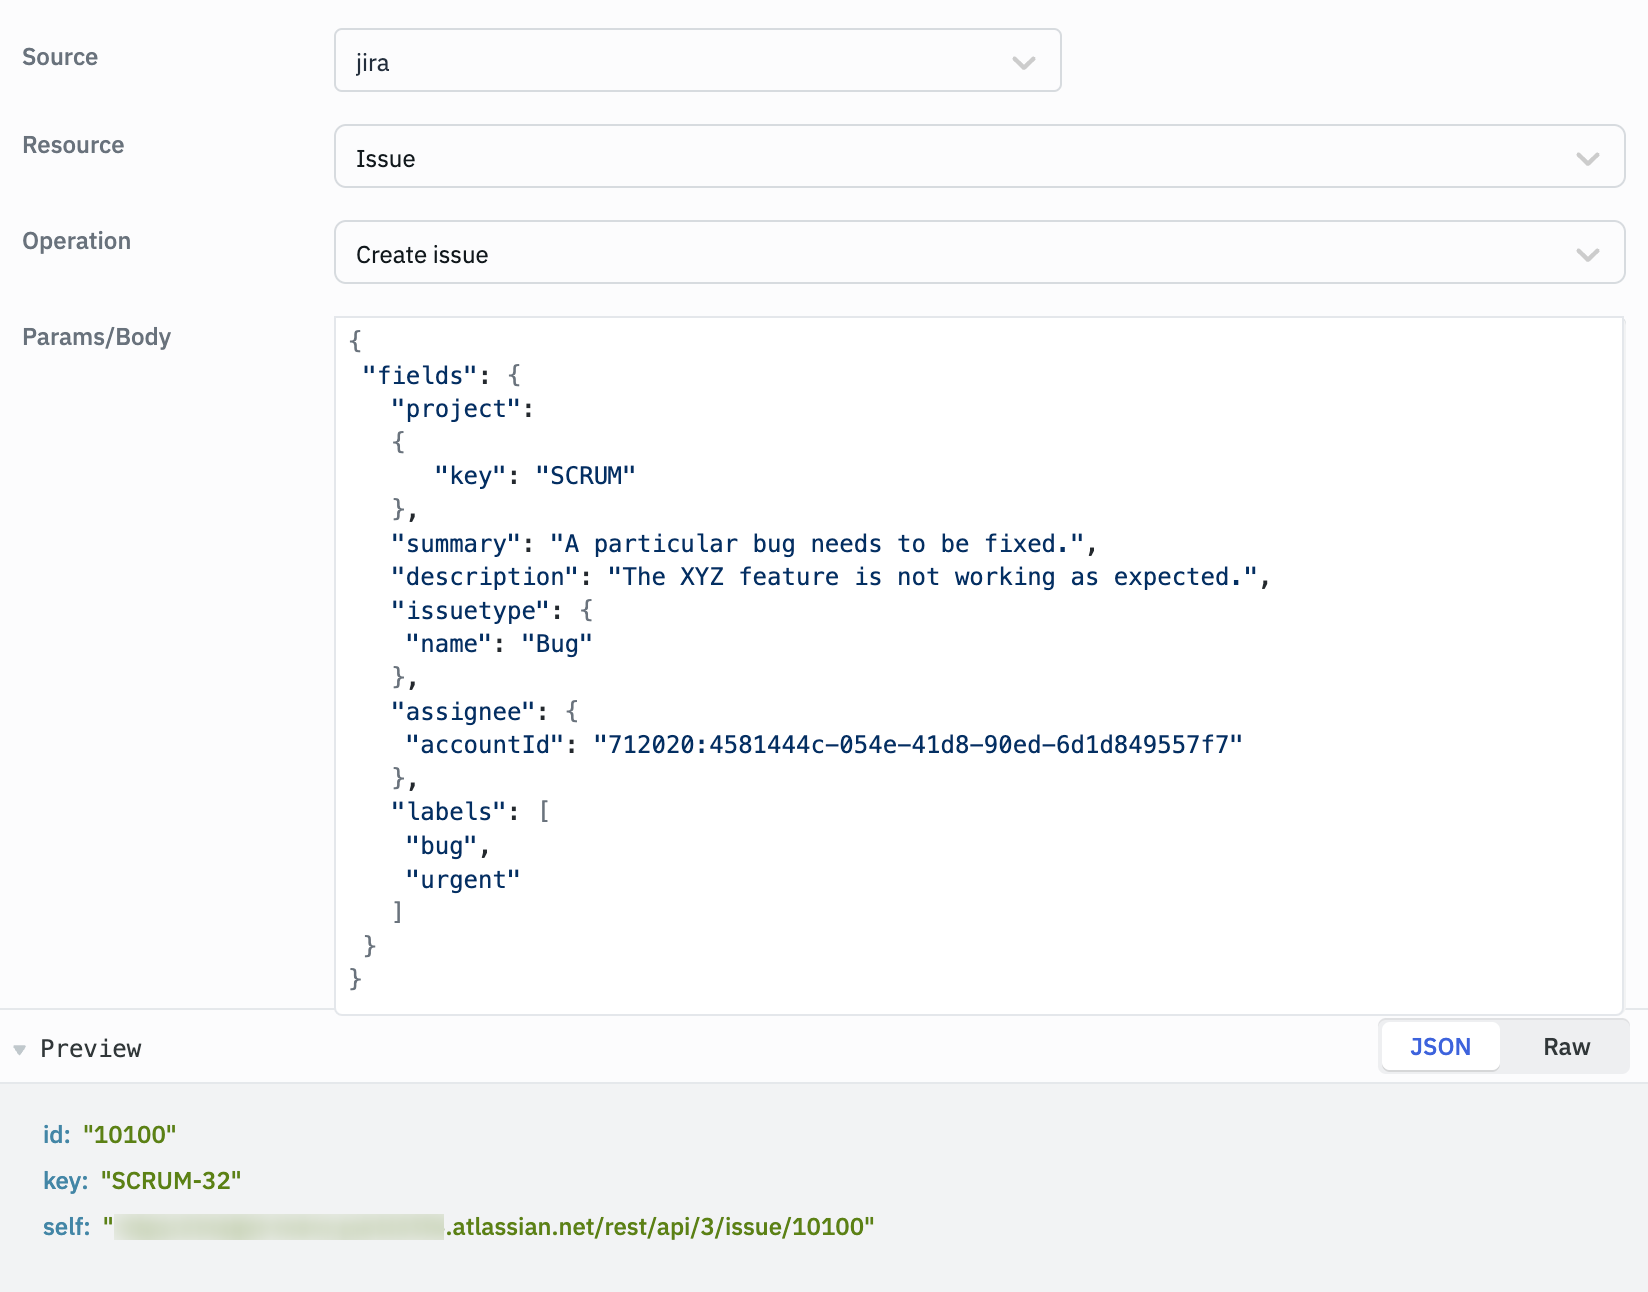 Source
jira
Resource
Issue
Operation
Create issue
Params/Body
{
"fields": {
"project":
{
"key": "SCRUM"
},
"summary": "A particular bug needs to be fixed.",
"description": "The XYZ feature is not working as expected.",
"issuetype": {
"name": "Bug"
},
"assignee": {
"accountId": "712020:4581444c-054e-41d8-90ed-6d1d849557f7"
},
"labels": [
"bug",
"urgent"
]
}
}
Preview
JSON
Raw
id: "10100"
key: "SCRUM-32"
self: " .atlassian.net/rest/api/3/issue/10100"